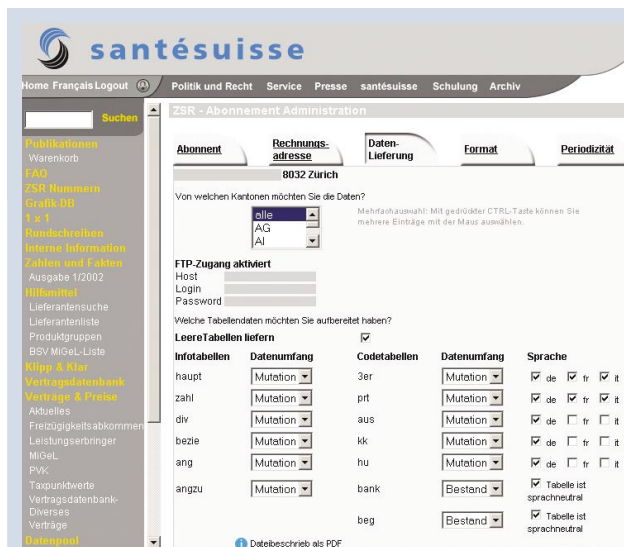 santésuisse
Home Français Logout
Politik und Recht Service Presse santésuisse Schulung Archiv
Suchen
Publikationen
Warenkorb
FAQ
ZSR Nummern
Grafik-DB
1 x 1
Rundschreiben
Interne Information
Zahlen und Fakten
Ausgabe 1/2002
Hilfsmittel
Lieferantensuche
Lieferantenliste
Produktgruppen
BSV MiGeL-Liste
Klipp & Klar
Vertragsdatenbank
Verträge & Preise
Aktuelles
Freizügigkeitsabkommen
Leistungserbringer
MiGeL
PVK
Taxpunktwerte
Vertragsdatenbank-
Diverses
Verträge
Datenpool
ZSR - Abonnement Administration
Abonnent
Rechnungs-
adresse
Daten-
Lieferung
Format
Periodizität
8032 Zürich
Von welchen Kantonen möchten Sie die Daten?
alle
AG
AI
Mehrfachauswahl: Mit gedrückter CTRL-Taste können Sie
mehrere Einträge mit der Maus auswählen.
FTP-Zugang aktiviert
Host
Login
Password
Welche Tabellendaten möchten Sie aufbereitet haben?
LeereTabellen liefern
Infotabellen Datenumfang Codetabellen Datenumfang Sprache
haupt Mutation 3er Mutation de fr it
zahl Mutation prt Mutation de fr it
div Mutation aus Mutation de fr it
bezie Mutation kk Mutation de fr it
ang Mutation hu Mutation de fr it
angzu Mutation bank Bestand Tabelle ist
sprachneutral
beg Bestand Tabelle ist
sprachneutral
Dateibeschrieb als PDF